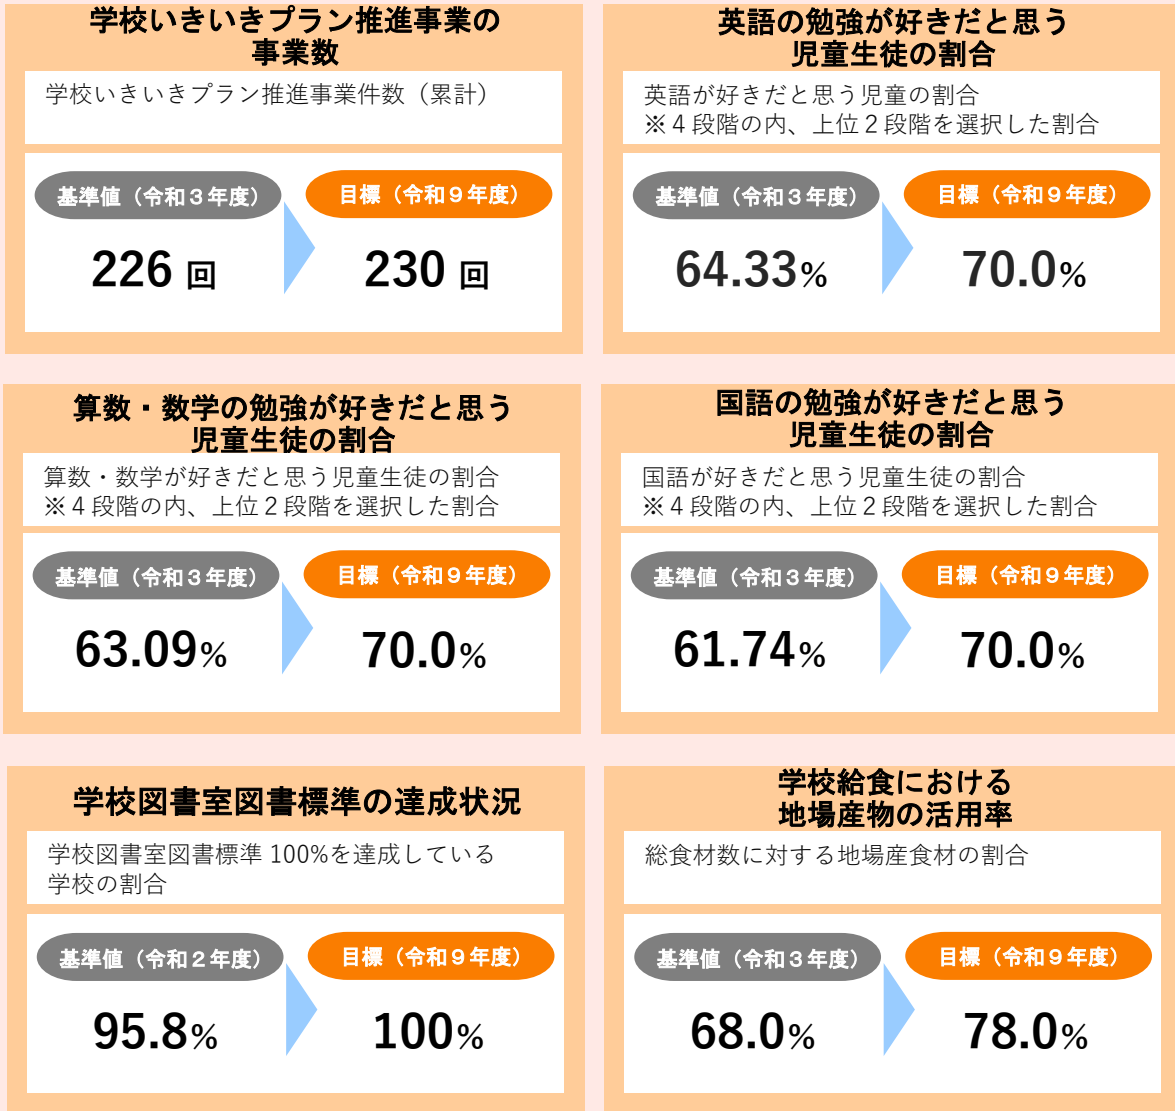 学校いきいきプラン推進事業の
事業数
学校いきいきプラン推進事業件数（累計）
基準値（令和３年度）
目標（令和９年度）
226 回
230 回
英語の勉強が好きだと思う
児童生徒の割合
英語が好きだと思う児童の割合
※４段階の内、上位２段階を選択した割合
基準値（令和３年度）
目標（令和９年度）
64.33%
70.0%
算数・数学の勉強が好きだと思う
児童生徒の割合
算数・数学が好きだと思う児童生徒の割合
※４段階の内、上位２段階を選択した割合
基準値（令和３年度）
目標（令和９年度）
63.09%
70.0%
国語の勉強が好きだと思う
児童生徒の割合
国語が好きだと思う児童生徒の割合
※４段階の内、上位２段階を選択した割合
基準値（令和３年度）
目標（令和９年度）
61.74%
70.0%
学校図書室図書標準の達成状況
学校図書室図書標準 100%を達成している
学校の割合
基準値（令和２年度）
目標（令和９年度）
95.8%
100%
学校給食における
地場産物の活用率
総食材数に対する地場産食材の割合
基準値（令和３年度）
目標（令和９年度）
68.0%
78.0%